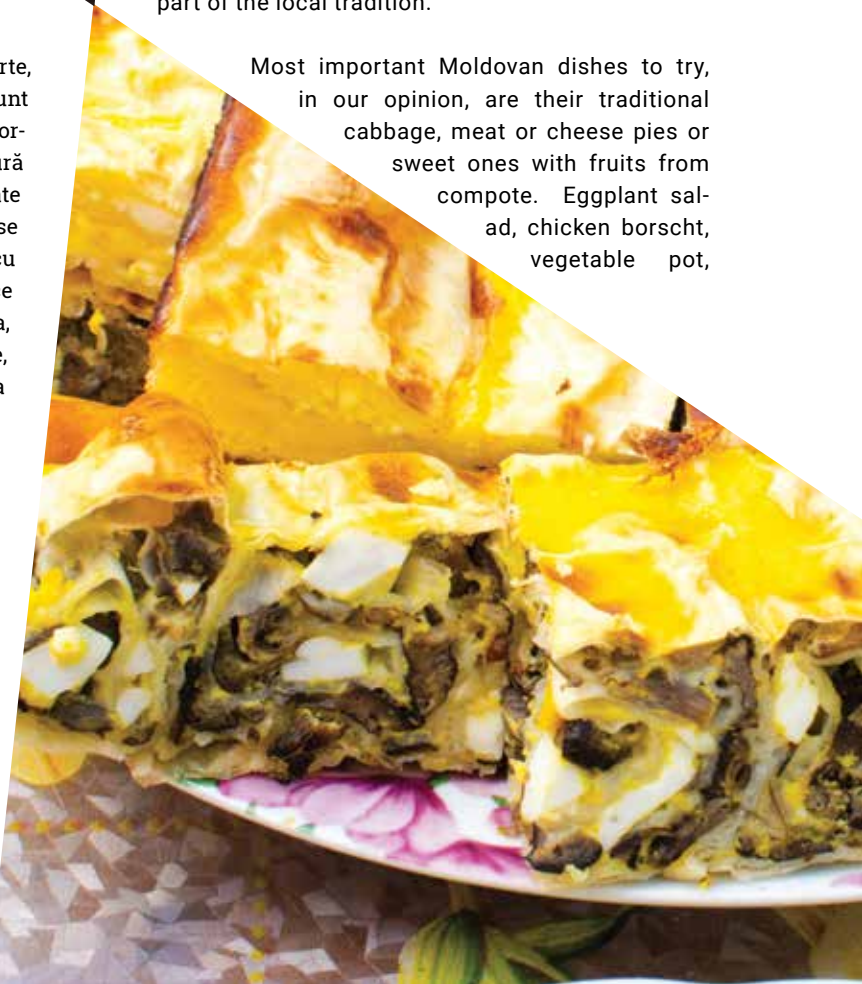 part of the local tradition.
rte,
unt
or-
ră
te
se
cu
e
a,
e,
a
Most important Moldovan dishes to try,
in our opinion, are their traditional
cabbage, meat or cheese pies or
sweet ones with fruits from
compote. Eggplant sal-
ad, chicken borscht,
vegetable pot,